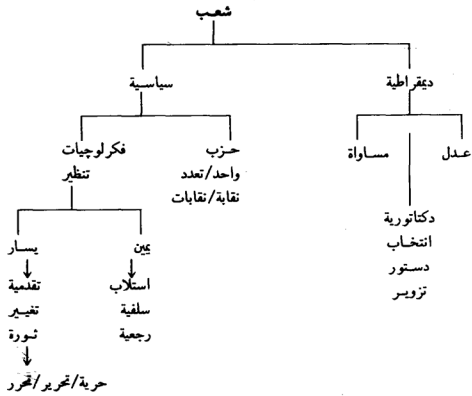 شعب
ديمقراطية
سياسية
عدل
مساواة
دكتاتورية
انتخاب
دستور
تزوير
حزب
واحد/تعدد
نقابة/نقابات
فكرلوچيات
تنظير
يمين
استلاب
سلفية
رجعية
يسار
تقدمية
تغيير
ثورة
حرية/تحرير/تحرر